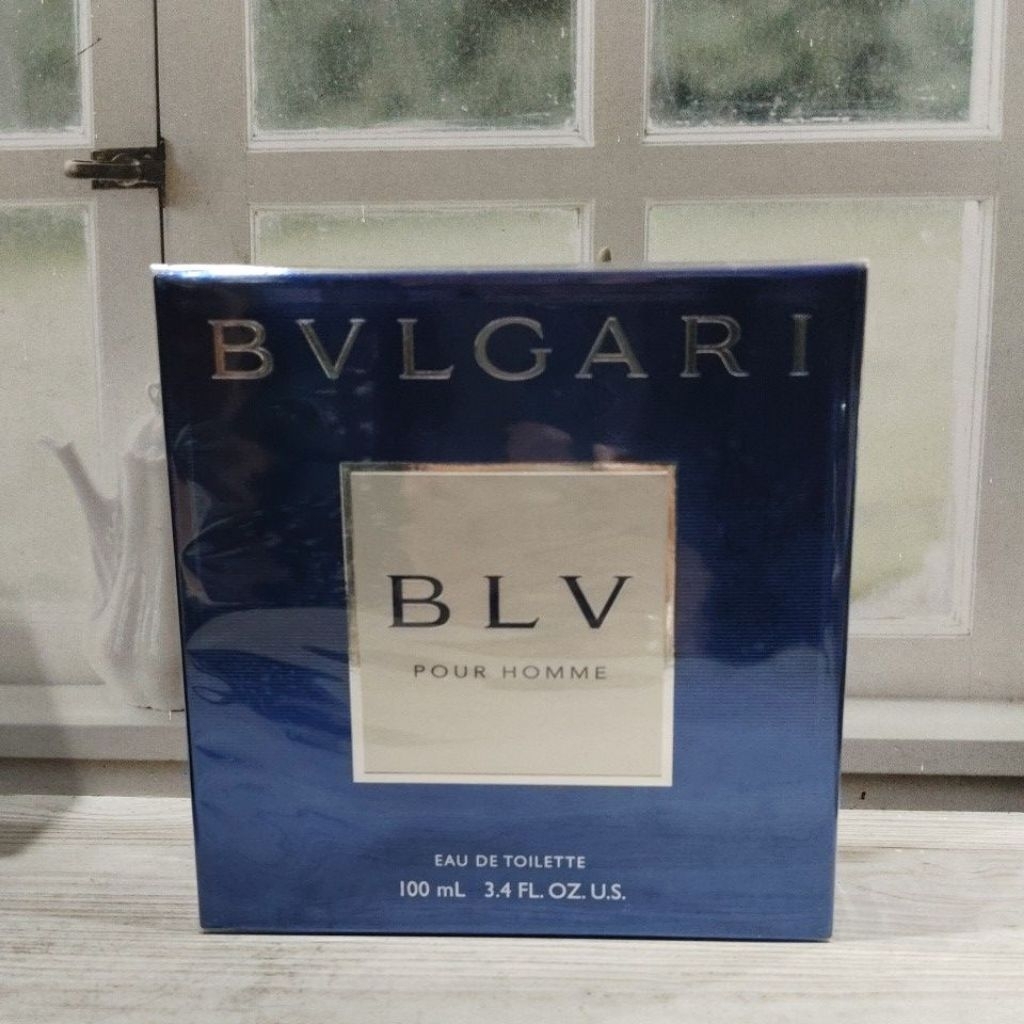 BVLGARI
BLV
POUR HOMME
EAU DE TOILETTE
100 mL 3.4 FL. OZ. U.S.